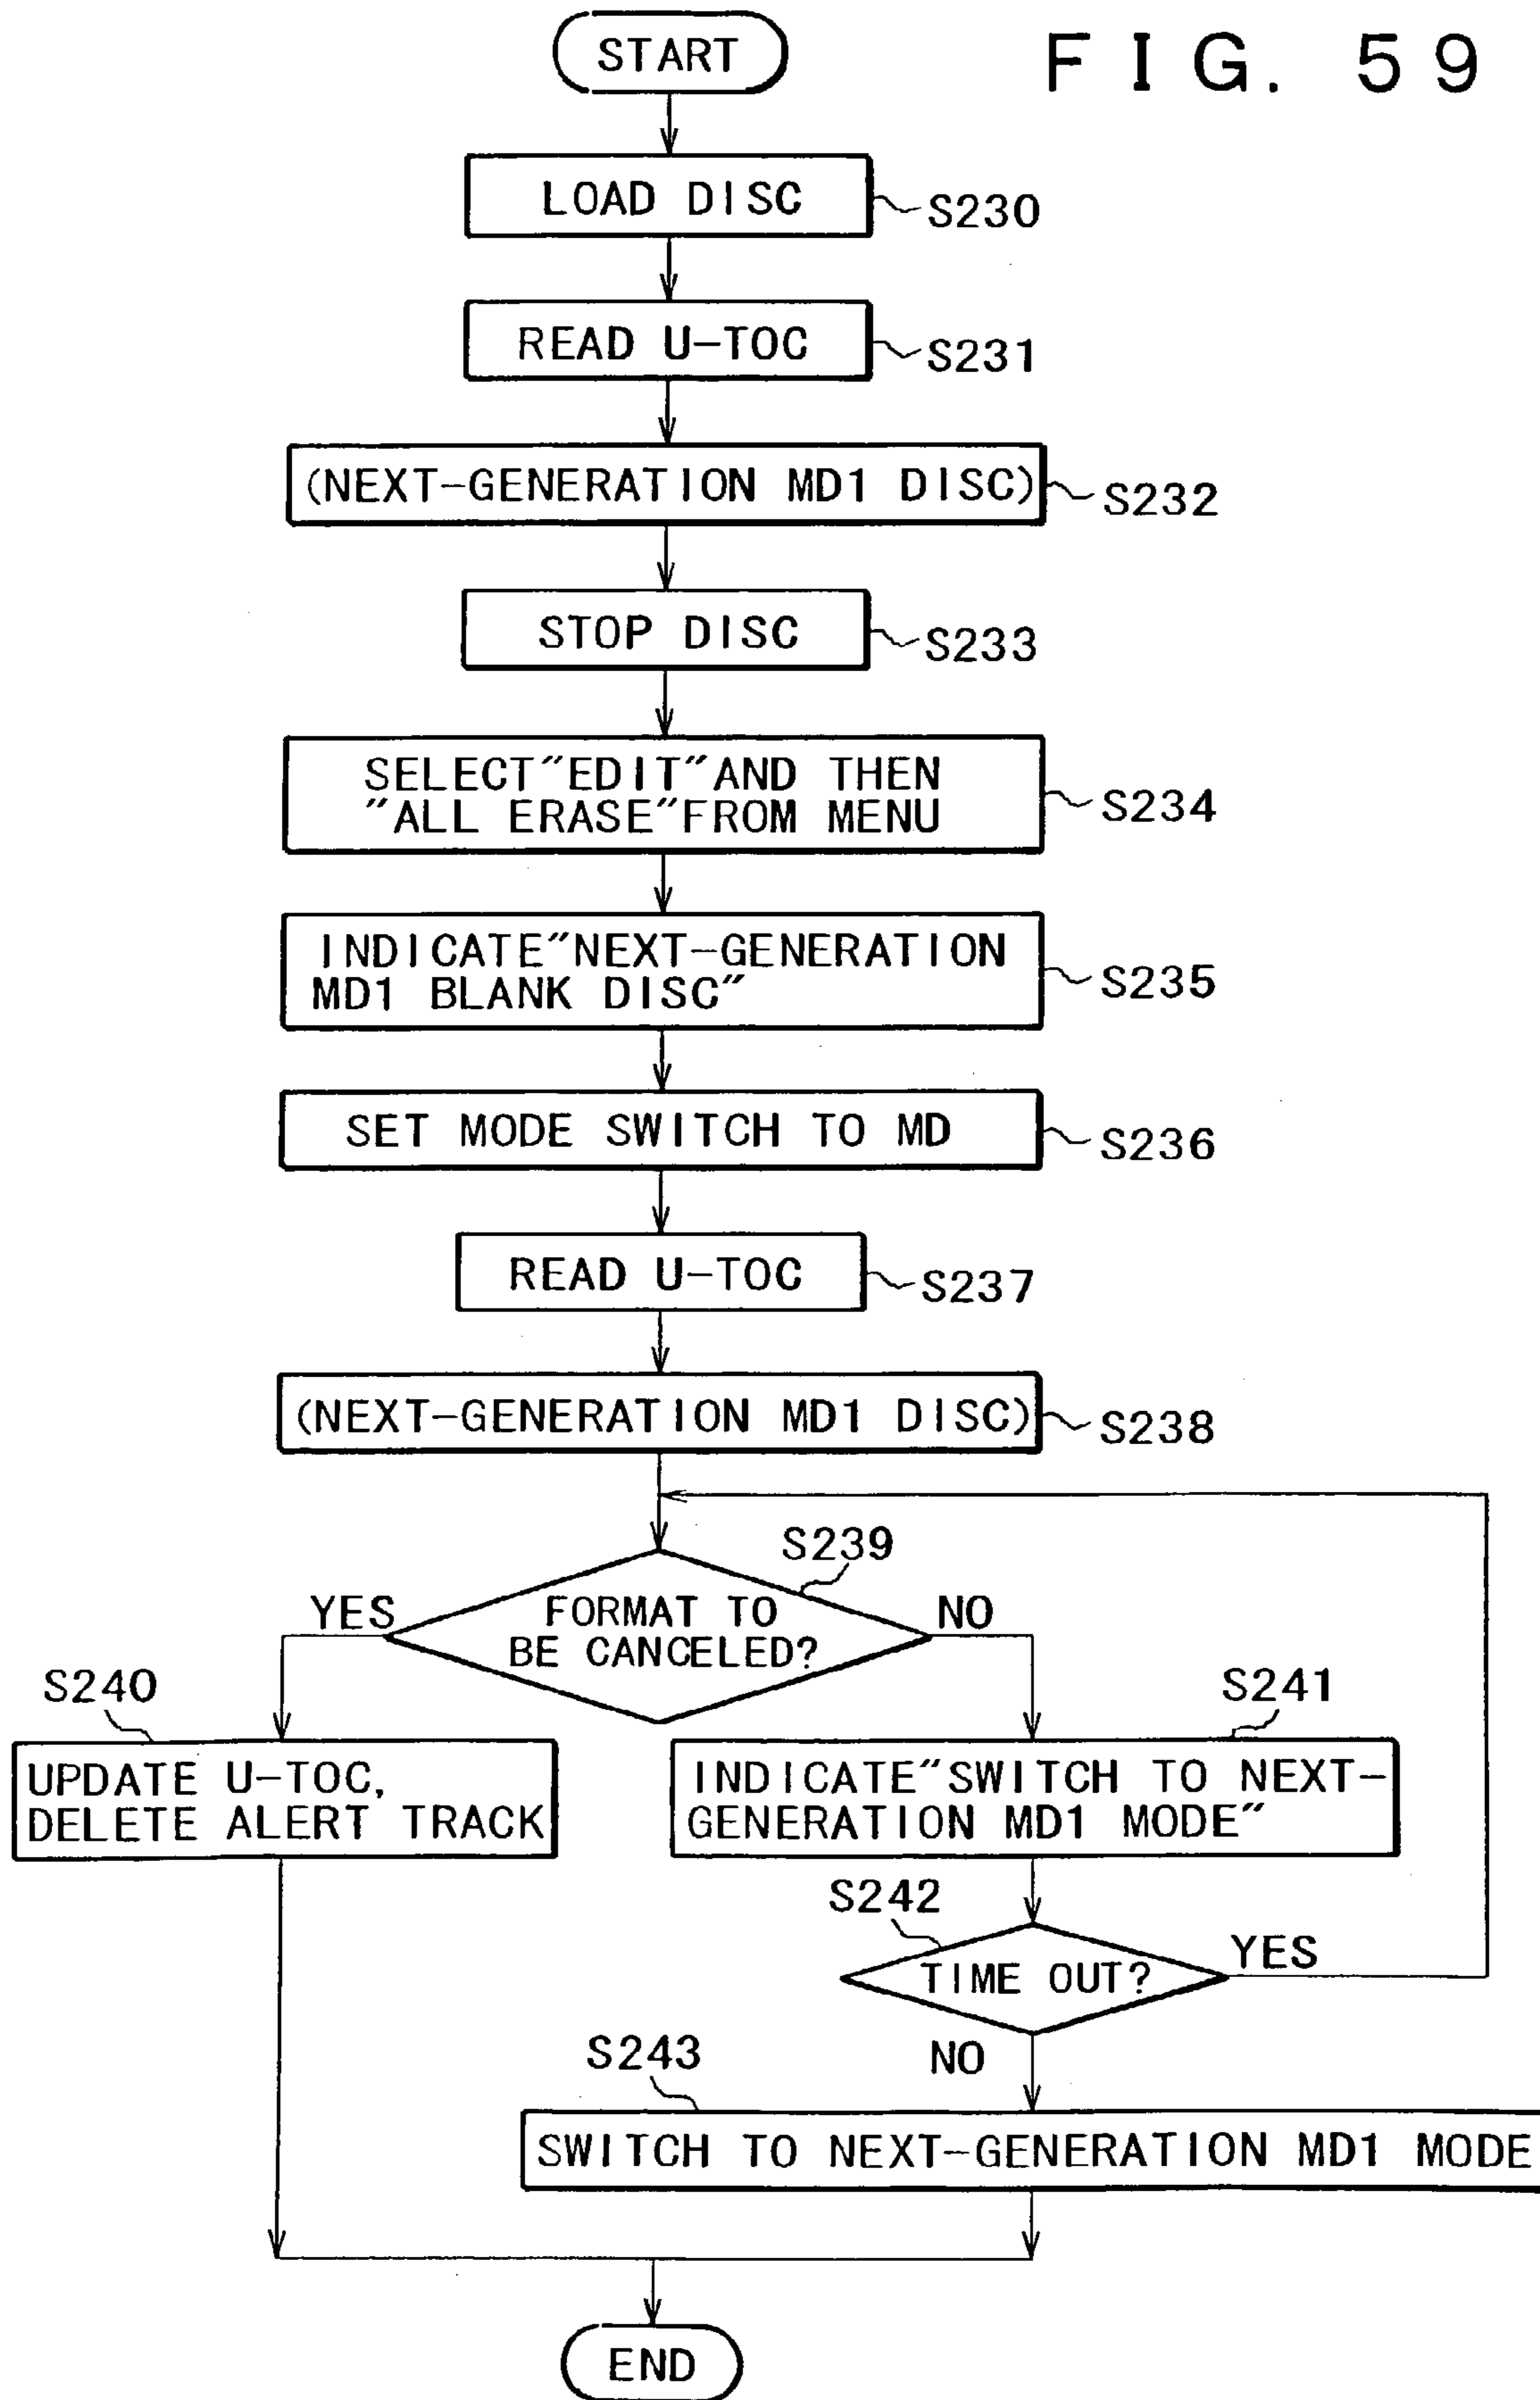 START
FIG. 59
LOAD DISC
S230
READ U-TOC
S231
(NEXT-GENERATION MD1 DISC)
S232
STOP DISC
S233
SELECT"EDIT"AND THEN
"ALL ERASE"FROM MENU
S234
INDICATE"NEXT-GENERATION
MD1 BLANK DISC"
S235
SET MODE SWITCH TO MD
S236
READ U-TOC
S237
(NEXT-GENERATION MD1 DISC)
S238
S239
YES
FORMAT TO
BE CANCELED?
NO
S240
UPDATE U-TOC,
DELETE ALERT TRACK
S241
INDICATE"SWITCH TO NEXT-
GENERATION MD1 MODE"
S242
TIME OUT?
YES
NO
S243
SWITCH TO NEXT-GENERATION MD1 MODE
END